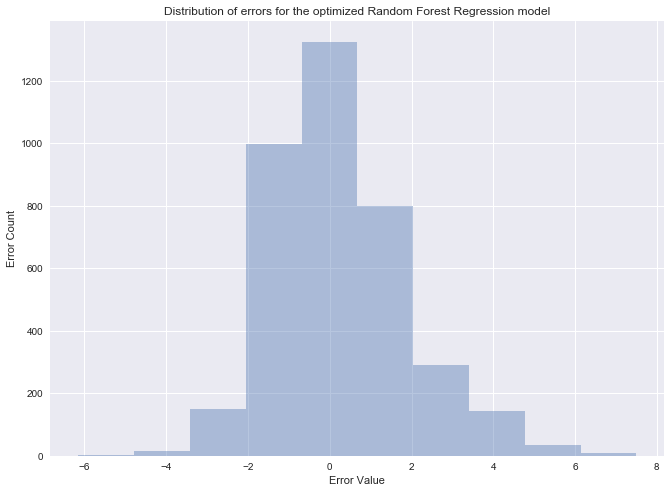 Distribution of errors for the optimized Random Forest Regression model
Error Count
1200
1000
800
600
400
200
0
−6 −4 −2 0 2 4 6 8
Error Value